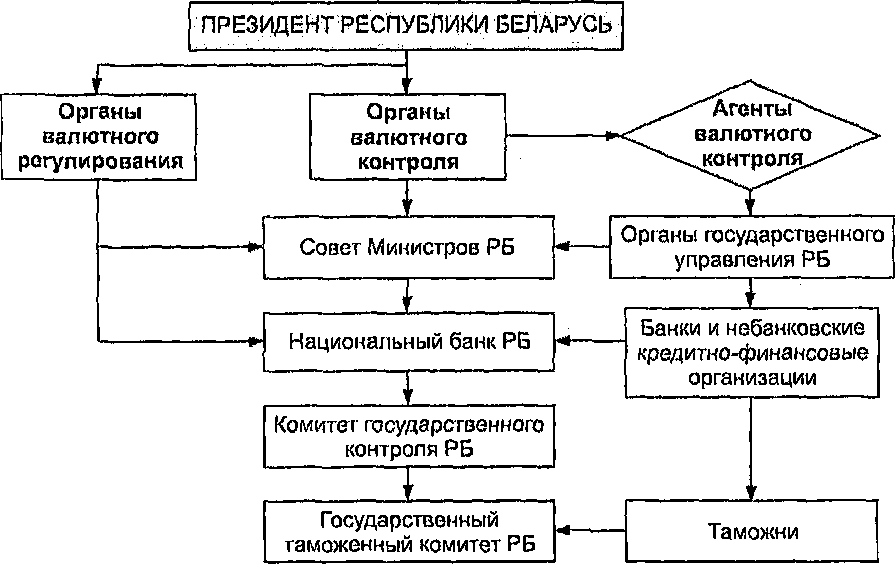 ПРЕЗИДЕНТ РЕСПУБЛИКИ БЕЛАРУСЬ
Органы
валютного
регулирования
Органы
валютного
контроля
Агенты
валютного
контроля
Совет Министров РБ
Органы государственного
управления РБ
Национальный банк РБ
Банки и небанковские
кредитно-финансовые
организации
Комитет государственного
контроля РБ
Государственный
таможенный комитет РБ
Таможни